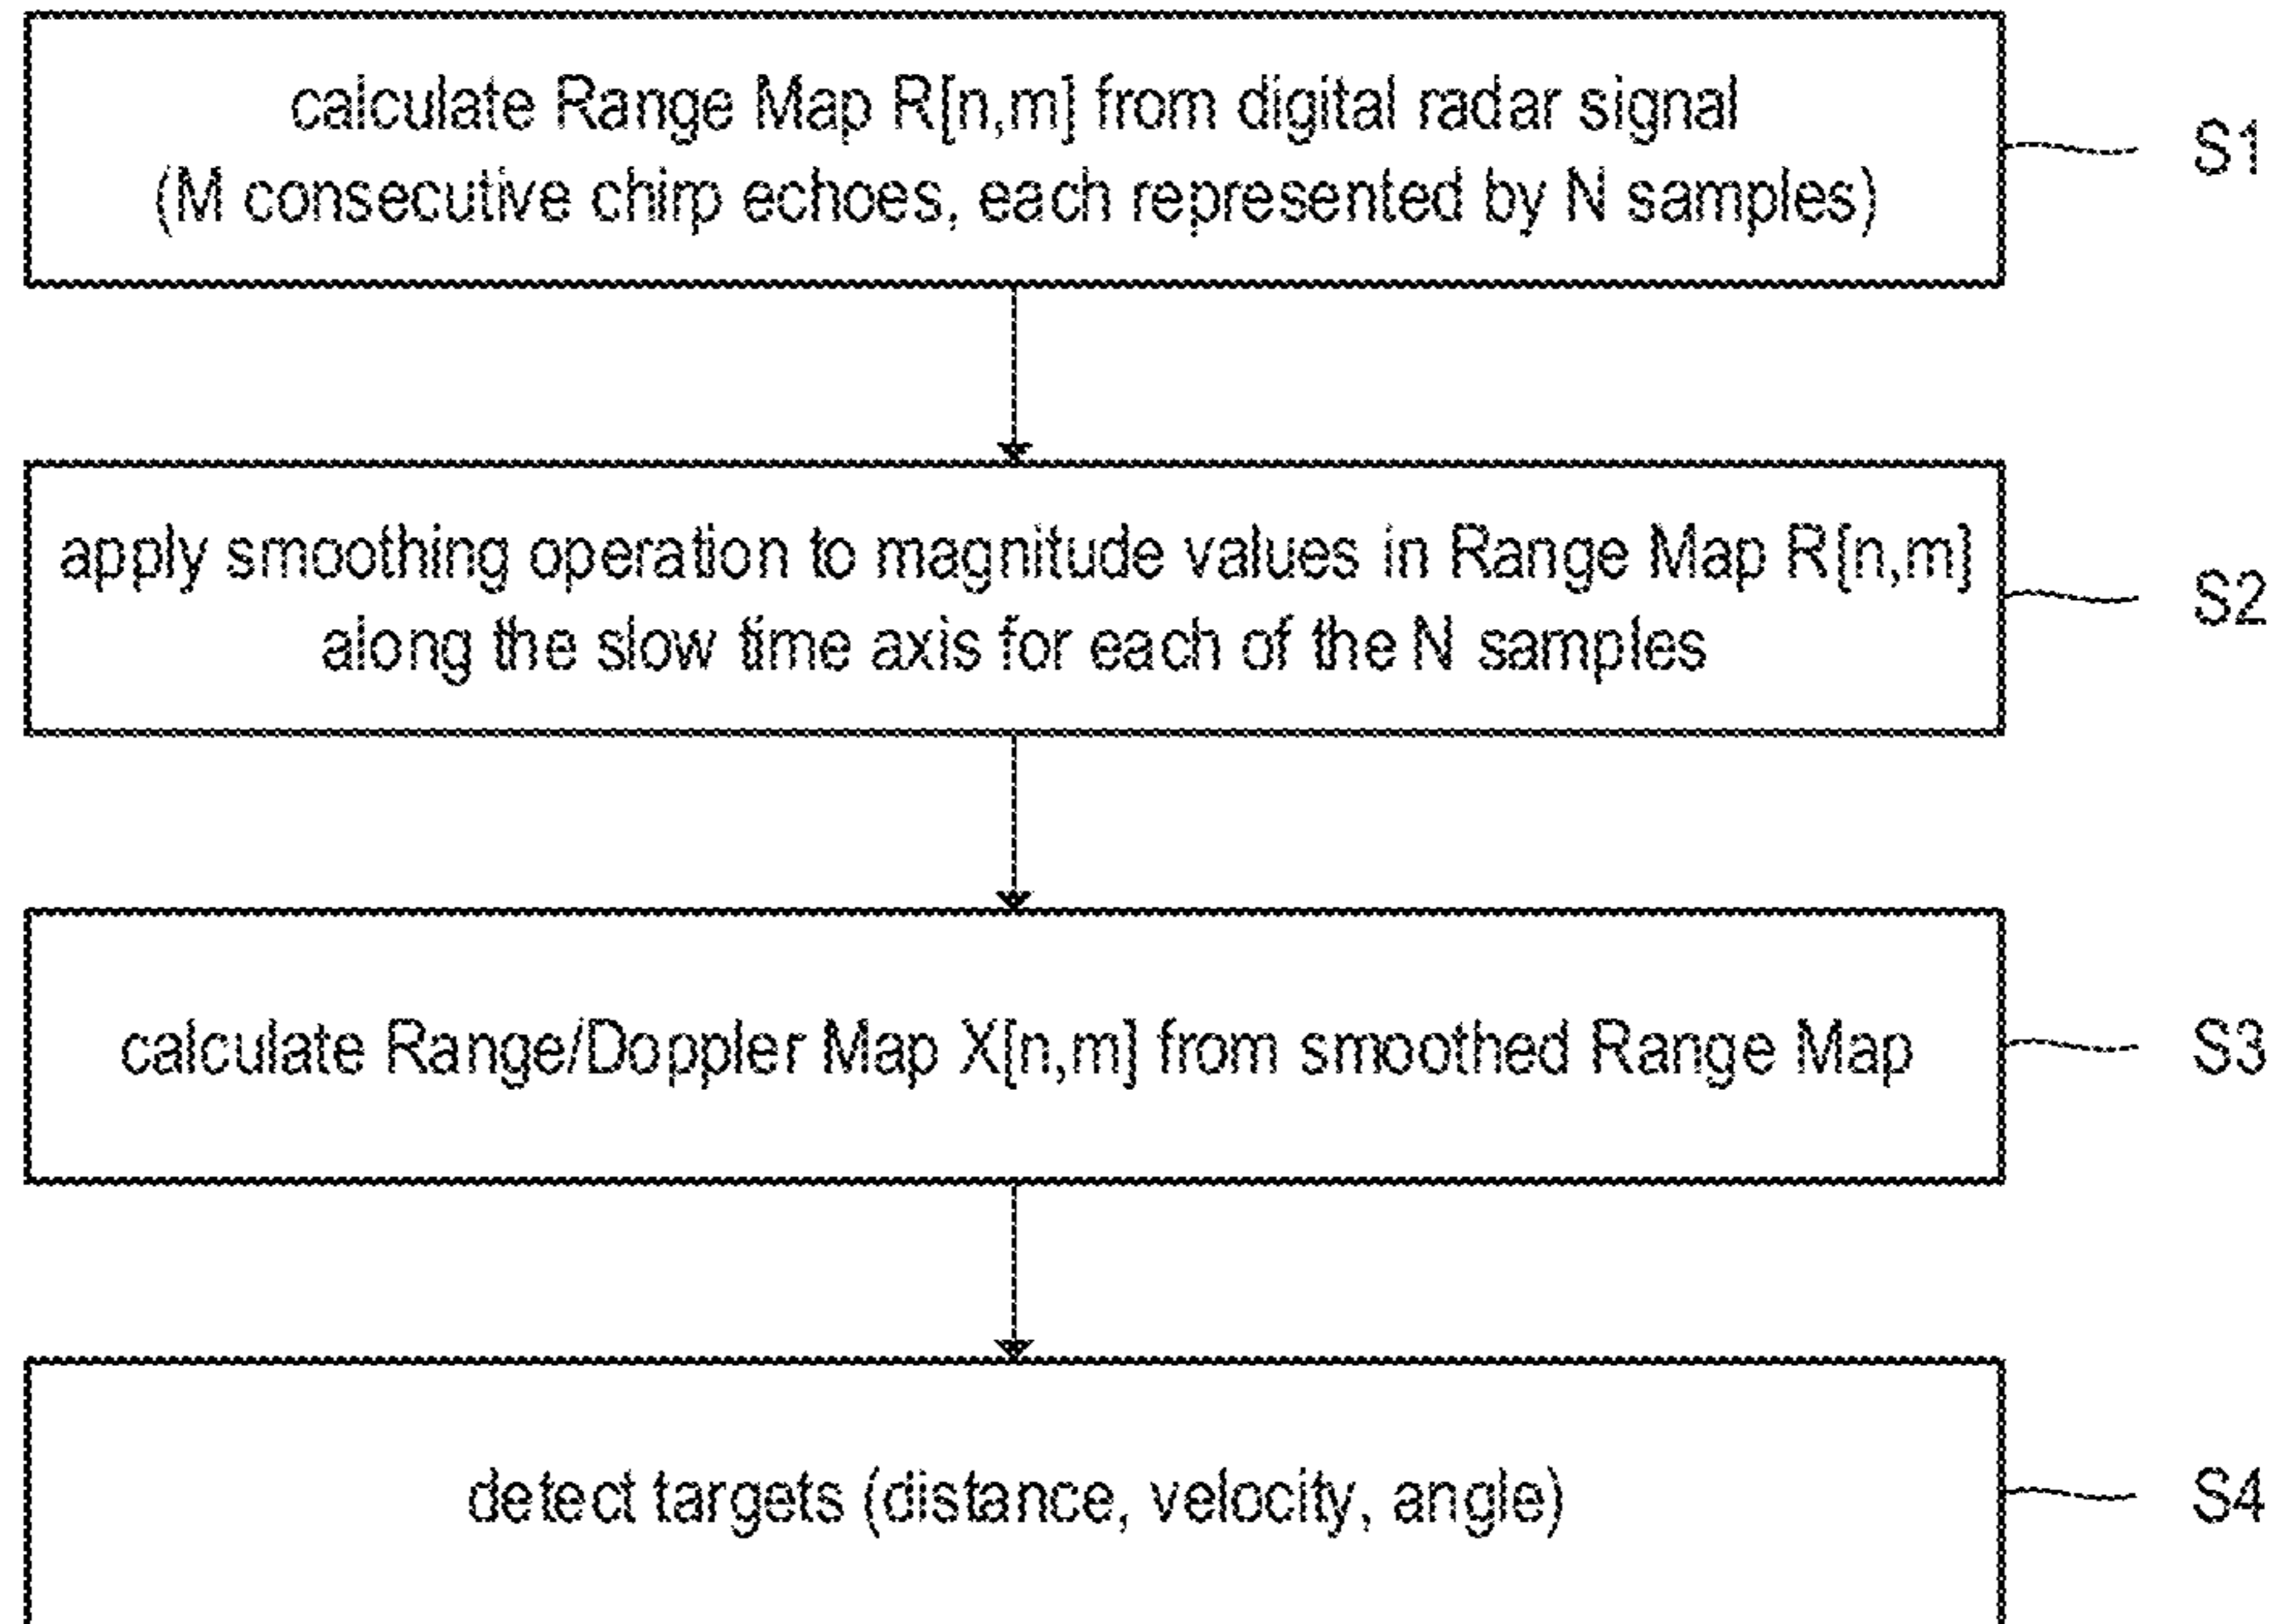 calculate Range Map R[n,m] from digital radar signal
(M consecutive chirp echoes, each represented by N samples)
S1
apply smoothing operation to magnitude values in Range Map R[n,m]
along the slow time axis for each of the N samples
S2
calculate Range/Doppler Map X[n,m] from smoothed Range Map
S3
detect targets (distance, velocity, angle)
S4